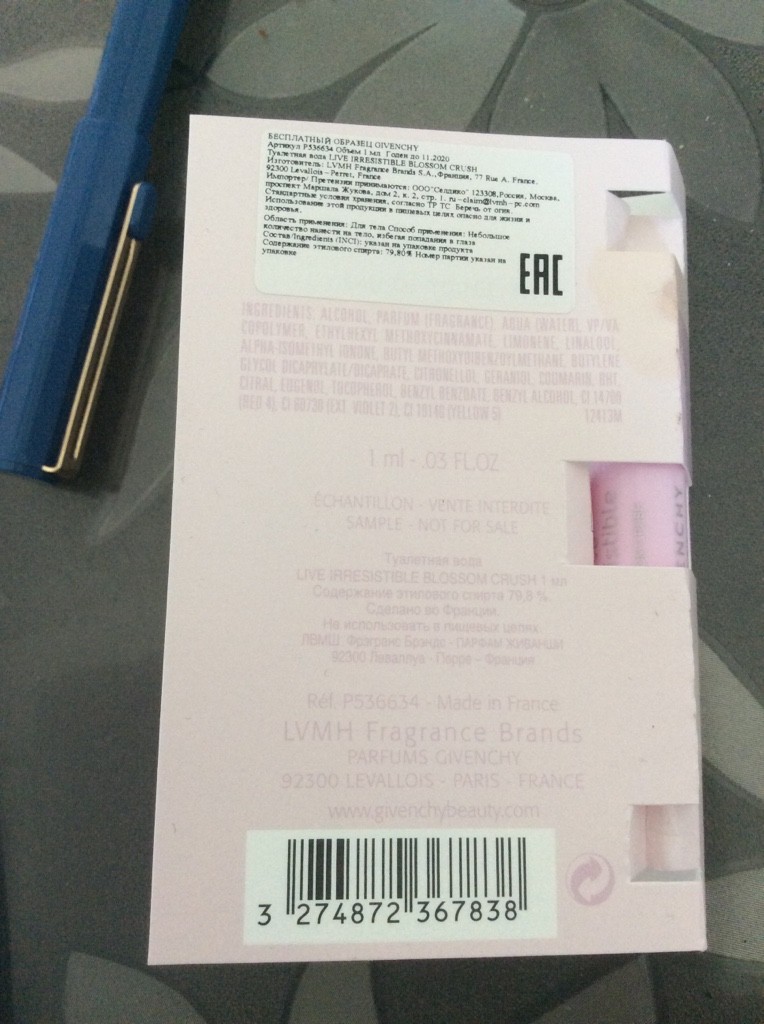 БЕСПЛАТНЫЙ ОБРАЗЕЦ GIVENCHY
Артикул P536634 Объем 1 мл Годен до 11.2020
Туалетная вода LIVE IRRESISTIBLE BLOSSOM CRUSH
Изготовитель: LVMH Fragrance Brands S.A., Франция, 77 Rue A. France,
92300 Levallois - Perret, France
Импортер/ Претензии принимаются: ООО"Селдико" 123308,Россия, Москва,
проспект Маршала Жукова, дом 2, к. 2, стр. 1. ru-claim@lvmh-pc.com
Стандартные условия хранения, согласно ТР ТС Беречь от огня.
Использование этой продукции в пищевых целях опасно для жизни и
здоровья.
Область применения: Для тела Способ применения: Небольшое
количество нанести на тело, избегая попадания в глаза
Состав/Ingredients (INCI): указан на упаковке продукта
Содержание этилового спирта: 79,80% Номер партии указан на
упаковке
EAC
INGREDIENTS: ALCOHOL, PARFUM (FRAGRANCE), AQUA (WATER), VP/VA
COPOLYMER, ETHYLHEXYL METHOXYCINNAMATE, LIMONENE, LINALOOL,
ALPHA-ISOMETHYL IONONE, BUTYL METHOXYDIBENZOYLMETHANE, BUTYLENE
GLYCOL DICAPRYLATE/DICAPRATE, CITRONELLOL, GERANIOL, COUMARIN, BHT,
CITRAL, EUGENOL, TOCOPHEROL, BENZYL BENZOATE, BENZYL ALCOHOL, CI 14700
(RED 4), CI 60730 (EXT. VIOLET 2), CI 19140 (YELLOW 5) 12413M
1 ml - .03 FL.OZ
ÉCHANTILLON - VENTE INTERDITE
SAMPLE - NOT FOR SALE
stible
ENCHY
Туалетная вода
LIVE IRRESISTIBLE BLOSSOM CRUSH 1 мл
Содержание этилового спирта 79,8 %.
Сделано во Франции.
Не использовать в пищевых целях
ЛВМШ. Фрэгранс Брэндс - ПАРФАМ ЖИВАНШИ
92300 Леваллуа - Перре - Франция
Réf. P536634 - Made in France
LVMH Fragrance Brands
PARFUMS GIVENCHY
92300 LEVALLOIS - PARIS - FRANCE
www.givenchybeauty.com
3 274872 367838